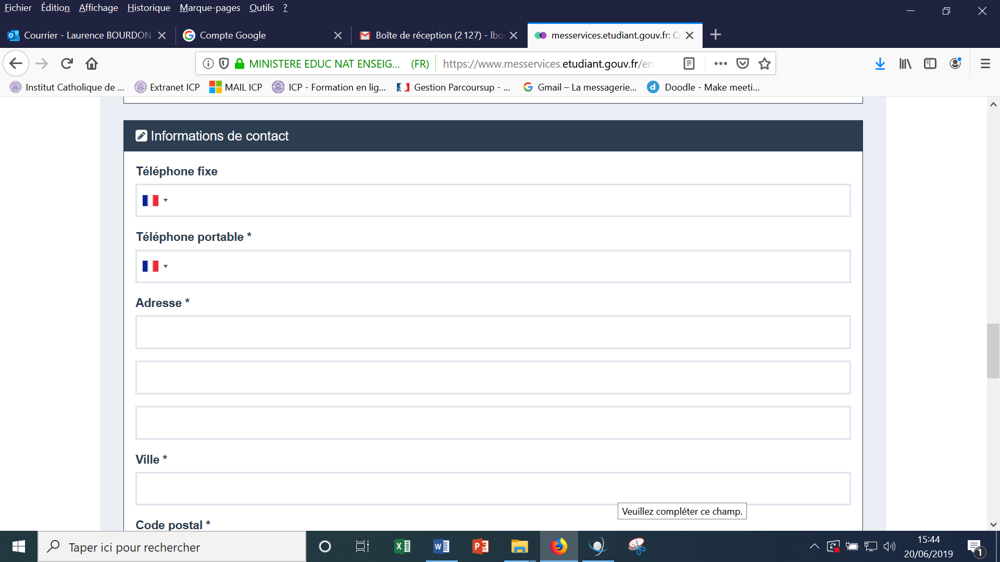 Fichier Édition Affichage Historique Marque-pages Outils ?
Courrier - Laurence BOURDON
Compte Google
Boîte de réception (2 127) - lbo
messervices.etudiant.gouv.fr: Cr
MINISTERE EDUC NAT ENSEIG... (FR) https://www.messervices.etudiant.gouv.fr/en
Institut Catholique de ... Extranet ICP MAIL ICP ICP - Formation en lig... Gestion Parcoursup - ... Gmail – La messagerie... Doodle - Make meeti...
Informations de contact
Téléphone fixe
Téléphone portable *
Adresse *
Ville *
Veuillez compléter ce champ.
Code postal *
Taper ici pour rechercher
15:44
20/06/2019
1